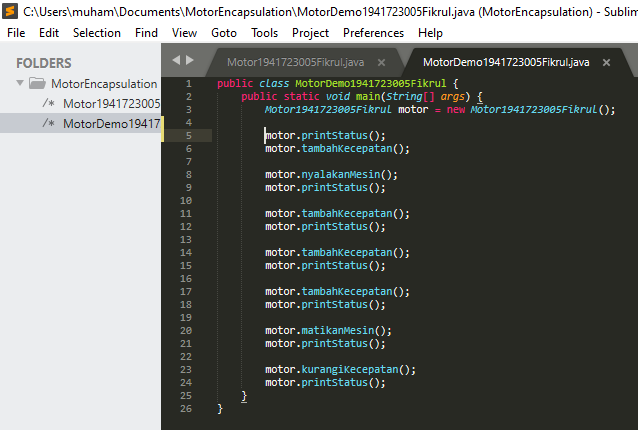 C:\Users\muham\Documents\MotorEncapsulation\MotorDemo1941723005Fikrul.java (MotorEncapsulation) - Sublim
File Edit Selection Find View Goto Tools Project Preferences Help
FOLDERS
MotorEncapsulation
/* Motor1941723005
/* MotorDemo19417
Motor1941723005Fikrul.java × MotorDemo1941723005Fikrul.java ×
1 public class MotorDemo1941723005Fikrul {
2 public static void main(String[] args) {
3 Motor1941723005Fikrul motor = new Motor1941723005Fikrul();
4
5 motor.printStatus();
6 motor.tambahKecepatan();
7
8 motor.nyalakanMesin();
9 motor.printStatus();
10
11 motor.tambahKecepatan();
12 motor.printStatus();
13
14 motor.tambahKecepatan();
15 motor.printStatus();
16
17 motor.tambahKecepatan();
18 motor.printStatus();
19
20 motor.matikanMesin();
21 motor.printStatus();
22
23 motor.kurangiKecepatan();
24 motor.printStatus();
25 }
26 }